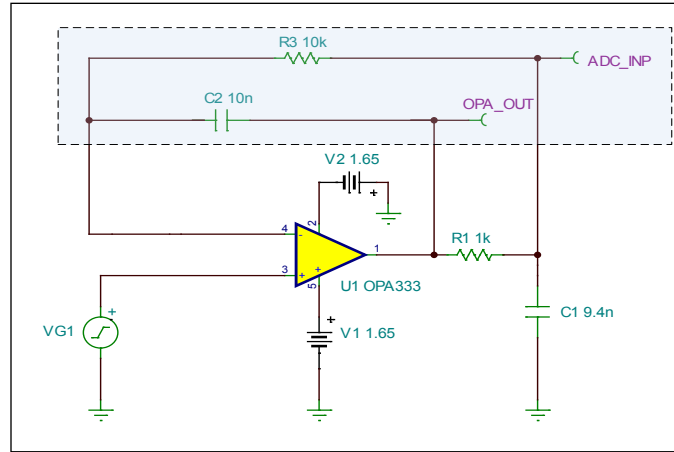 R3 10k
ADC_INP
C2 10n
OPA_OUT
V2 1.65
+
2
4
-
1
R1 1k
3
+
+
5
U1 OPA333
+
VG1
+
V1 1.65
C1 9.4n